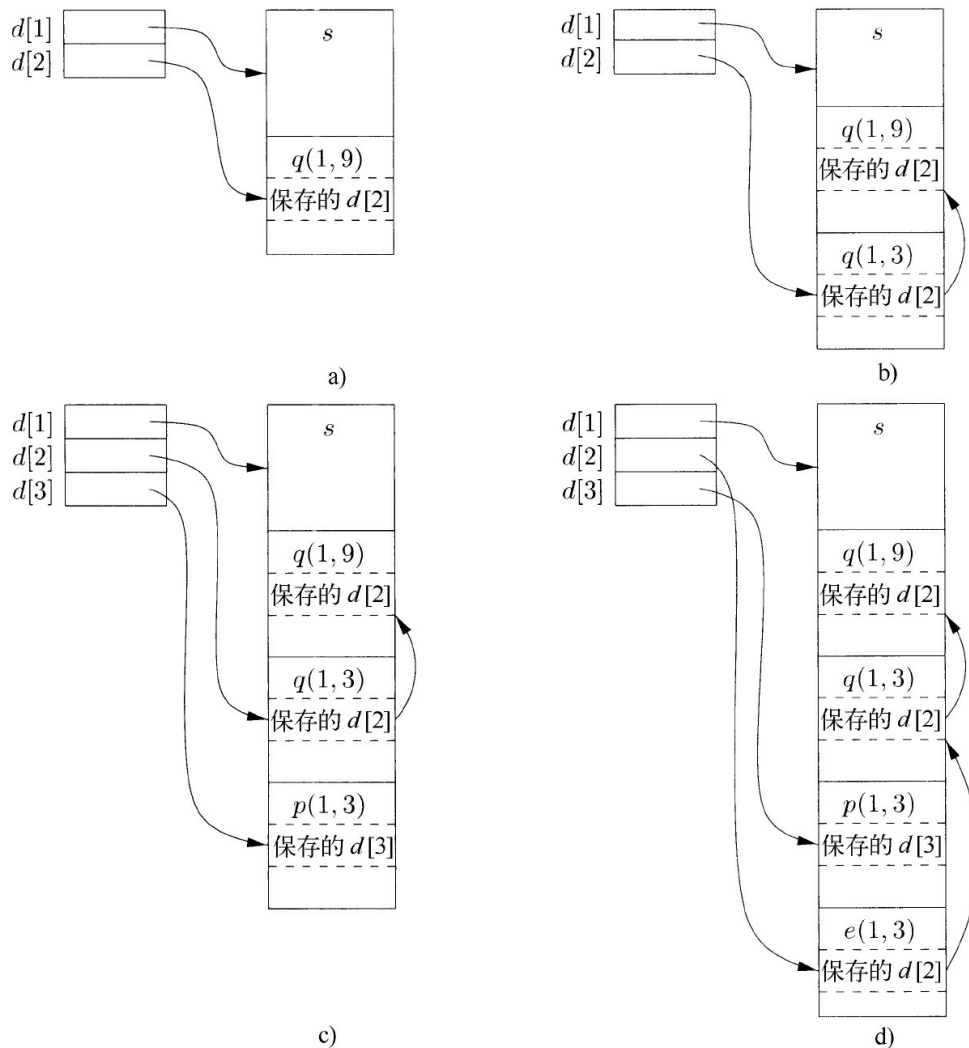 d[1]
d[2]
s
q(1,9)
保存的 d[2]
a)
d[1]
d[2]
s
q(1,9)
保存的 d[2]
q(1,3)
保存的 d[2]
b)
d[1]
d[2]
d[3]
s
q(1,9)
保存的 d[2]
q(1,3)
保存的 d[2]
p(1,3)
保存的 d[3]
c)
d[1]
d[2]
d[3]
s
q(1,9)
保存的 d[2]
q(1,3)
保存的 d[2]
p(1,3)
保存的 d[3]
e(1,3)
保存的 d[2]
d)